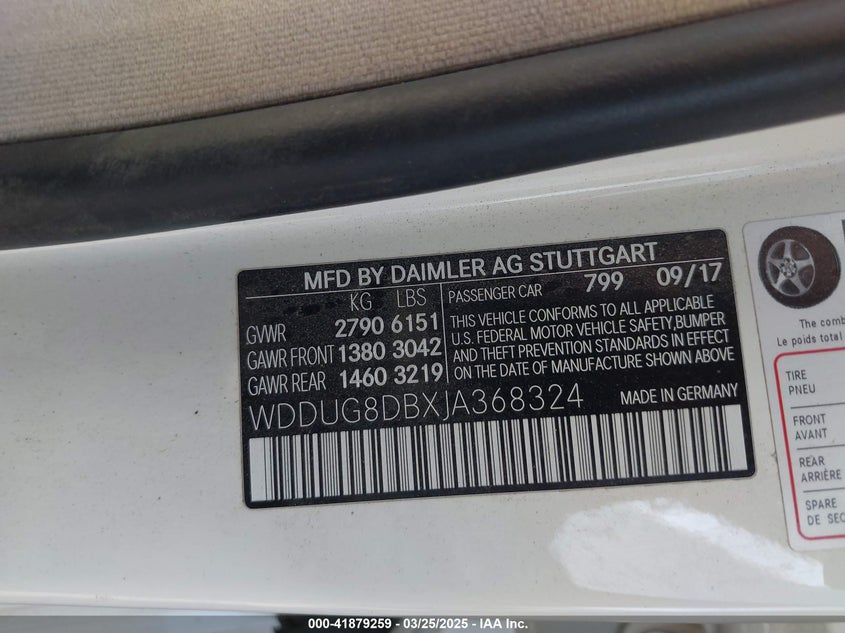 MFD BY DAIMLER AG STUTTGART
KG LBS
GVWR 2790 6151
GAWR FRONT 1380 3042
GAWR REAR 1460 3219
PASSENGER CAR 799 09/17
THIS VEHICLE CONFORMS TO ALL APPLICABLE
U.S. FEDERAL MOTOR VEHICLE SAFETY,BUMPER
AND THEFT PREVENTION STANDARDS IN EFFECT
ON THE DATE OF MANUFACTURE SHOWN ABOVE
WDDUG8DBXJA368324 MADE IN GERMANY
The comb
Le poids total
TIRE
PNEU
FRONT
AVANT
REAR
ARRIÈRE
SPARE
DE SEC
000-41879259 - 03/25/2025 - IAA Inc.